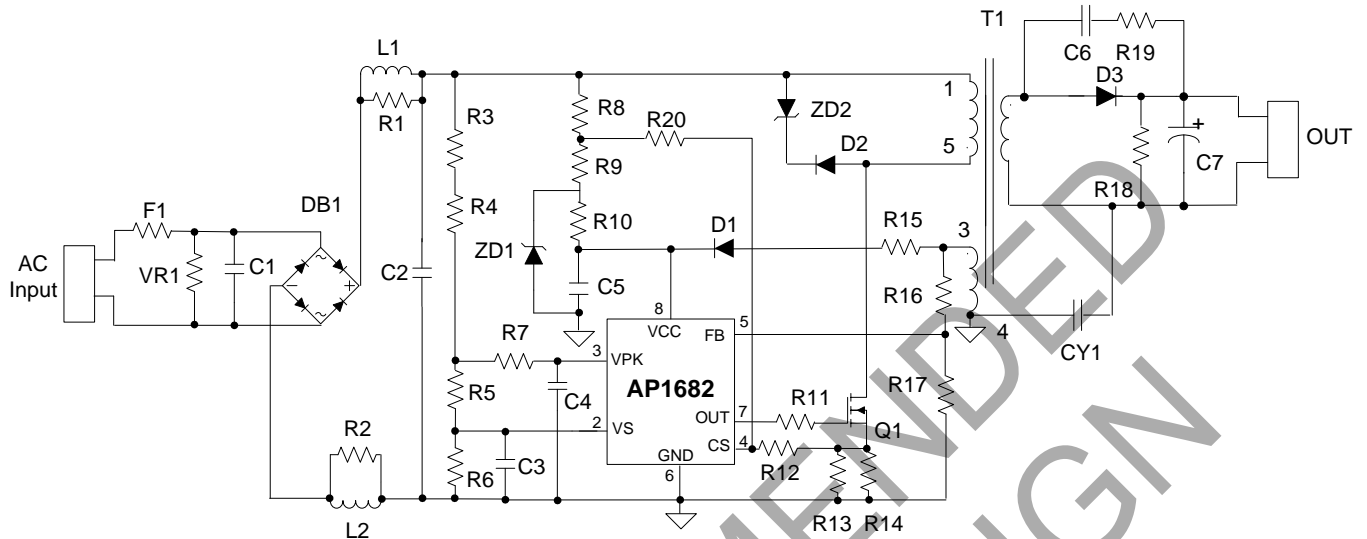 T1
L1
C6
R19
D3
R1
R3
R8
R20
ZD2
1
5
D2
+
C7
OUT
R9
R18
F1
DB1
R4
R10
ZD1
D1
R15
3
AC
Input
VR1
C1
~
~
-
+
C2
C5
R16
4
CY1
8
VCC
R7
3
VPK
FB
5
AP1682
R5
C4
R17
R11
OUT
7
2
VS
Q1
CS
4
R2
R6
C3
GND
6
R12
L2
R13
R14
MENDED
IGN